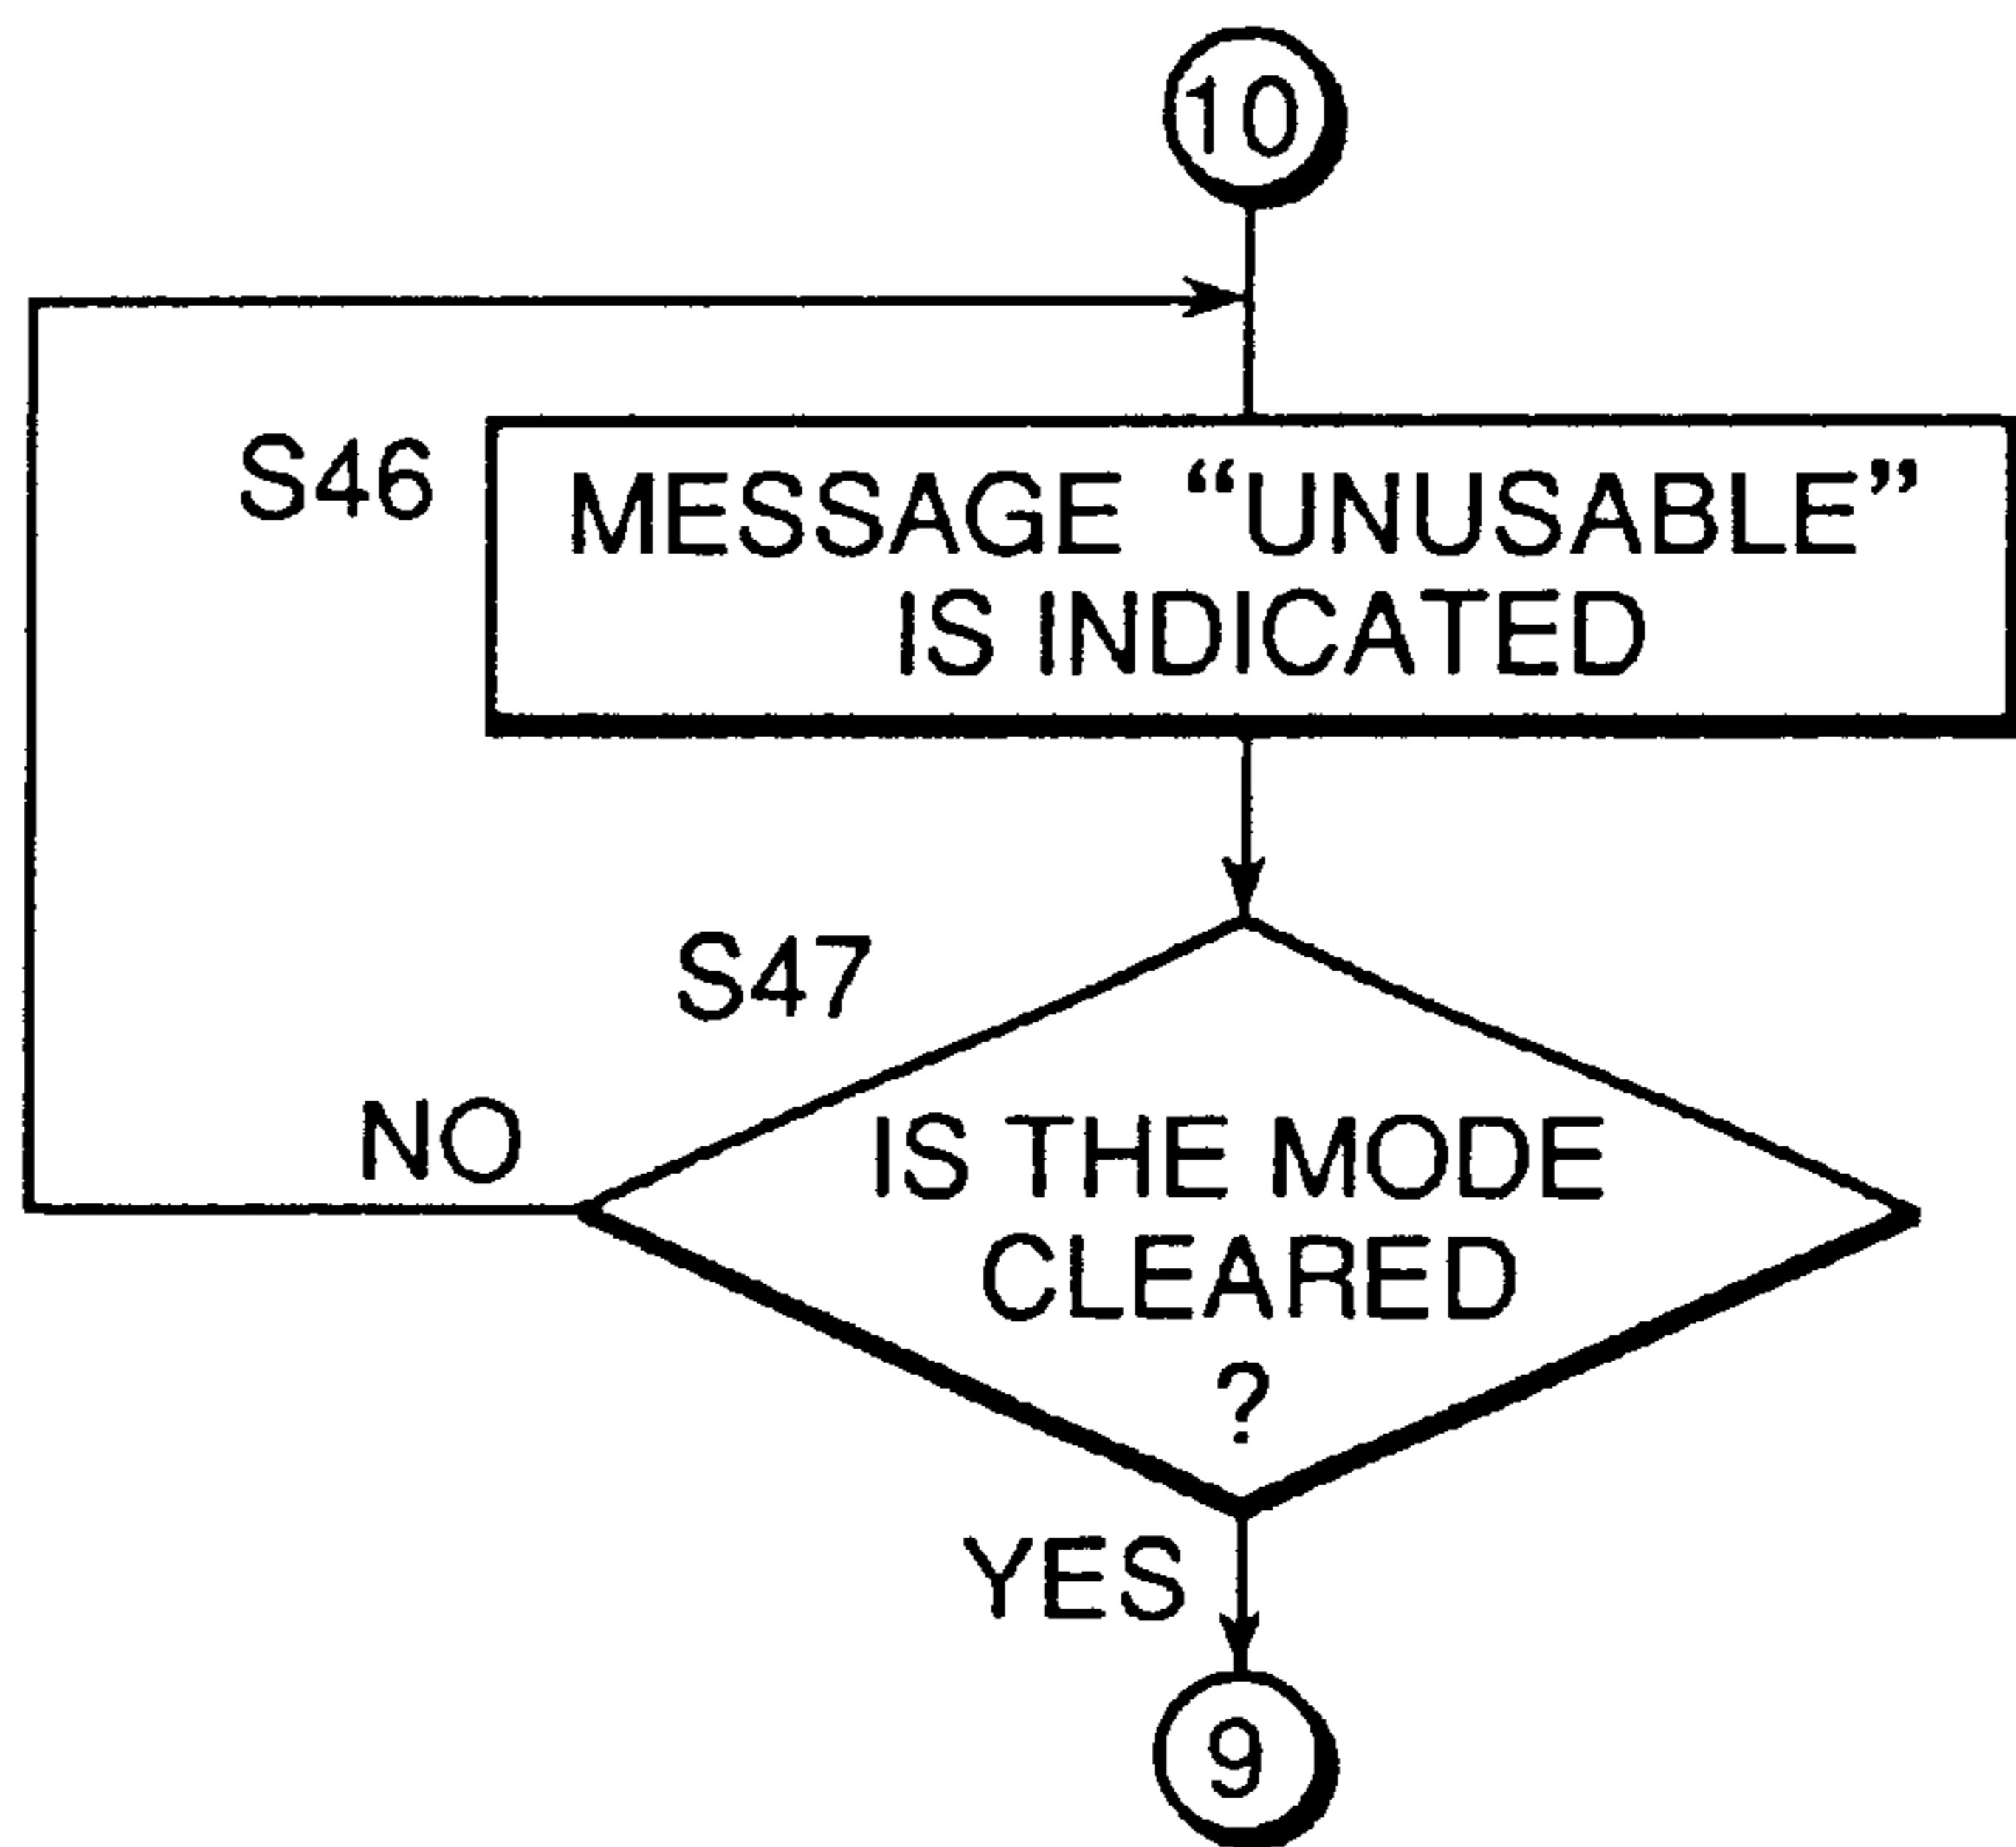 10
S46
MESSAGE “UNUSABLE”
IS INDICATED
S47
NO
IS THE MODE
CLEARED
?
YES
9